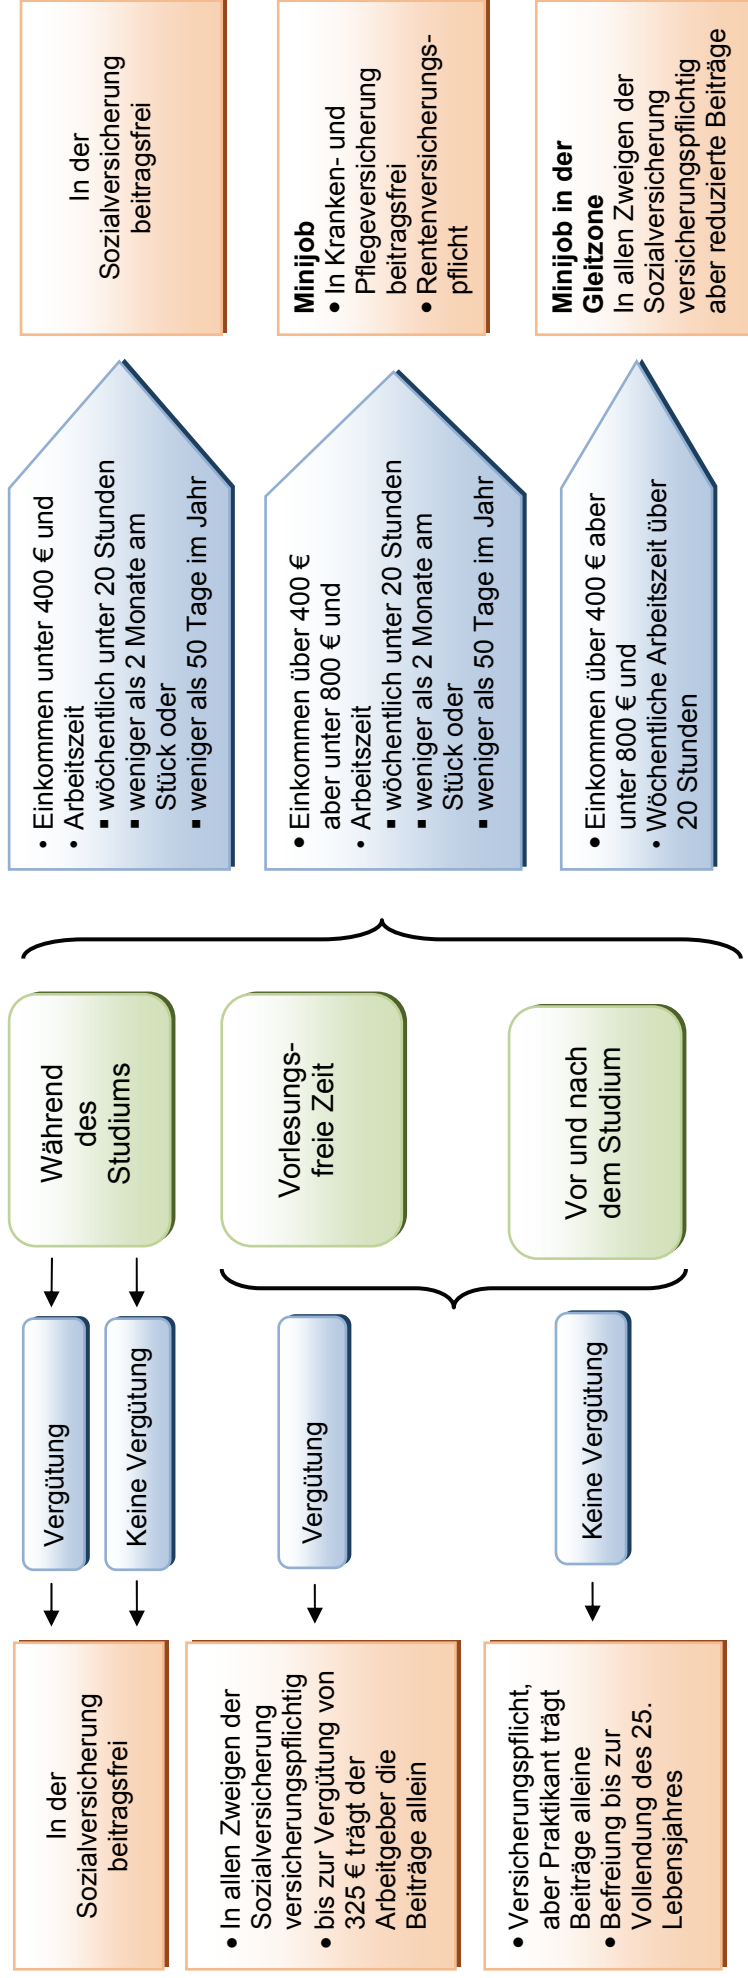 In der
Sozialversicherung
beitragsfrei
• In allen Zweigen der
Sozialversicherung
versicherungspflichtig
• bis zur Vergütung von
325 € trägt der
Arbeitgeber die
Beiträge allein
• Versicherungspflicht,
aber Praktikant trägt
Beiträge alleine
• Befreiung bis zur
Vollendung des 25.
Lebensjahres
Vergütung
Keine Vergütung
Vergütung
Keine Vergütung
Während
des
Studiums
Vorlesungs-
freie Zeit
Vor und nach
dem Studium
• Einkommen unter 400 € und
• Arbeitszeit
▪ wöchentlich unter 20 Stunden
▪ weniger als 2 Monate am
Stück oder
▪ weniger als 50 Tage im Jahr
• Einkommen über 400 €
aber unter 800 € und
• Arbeitszeit
▪ wöchentlich unter 20 Stunden
▪ weniger als 2 Monate am
Stück oder
▪ weniger als 50 Tage im Jahr
• Einkommen über 400 € aber
unter 800 € und
• Wöchentliche Arbeitszeit über
20 Stunden
In der
Sozialversicherung
beitragsfrei
Minijob
• In Kranken- und
Pflegeversicherung
beitragsfrei
• Rentenversicherungs-
pflicht
Minijob in der
Gleitzone
In allen Zweigen der
Sozialversicherung
versicherungspflichtig
aber reduzierte Beiträge